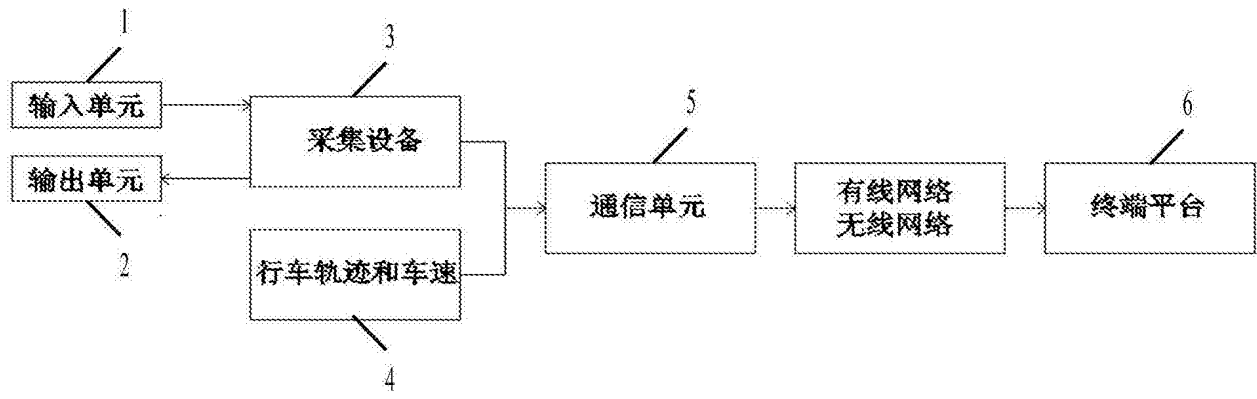 1
输入单元
输出单元
2
3
采集设备
行车轨迹和车速
4
5
通信单元
有线网络
无线网络
6
终端平台